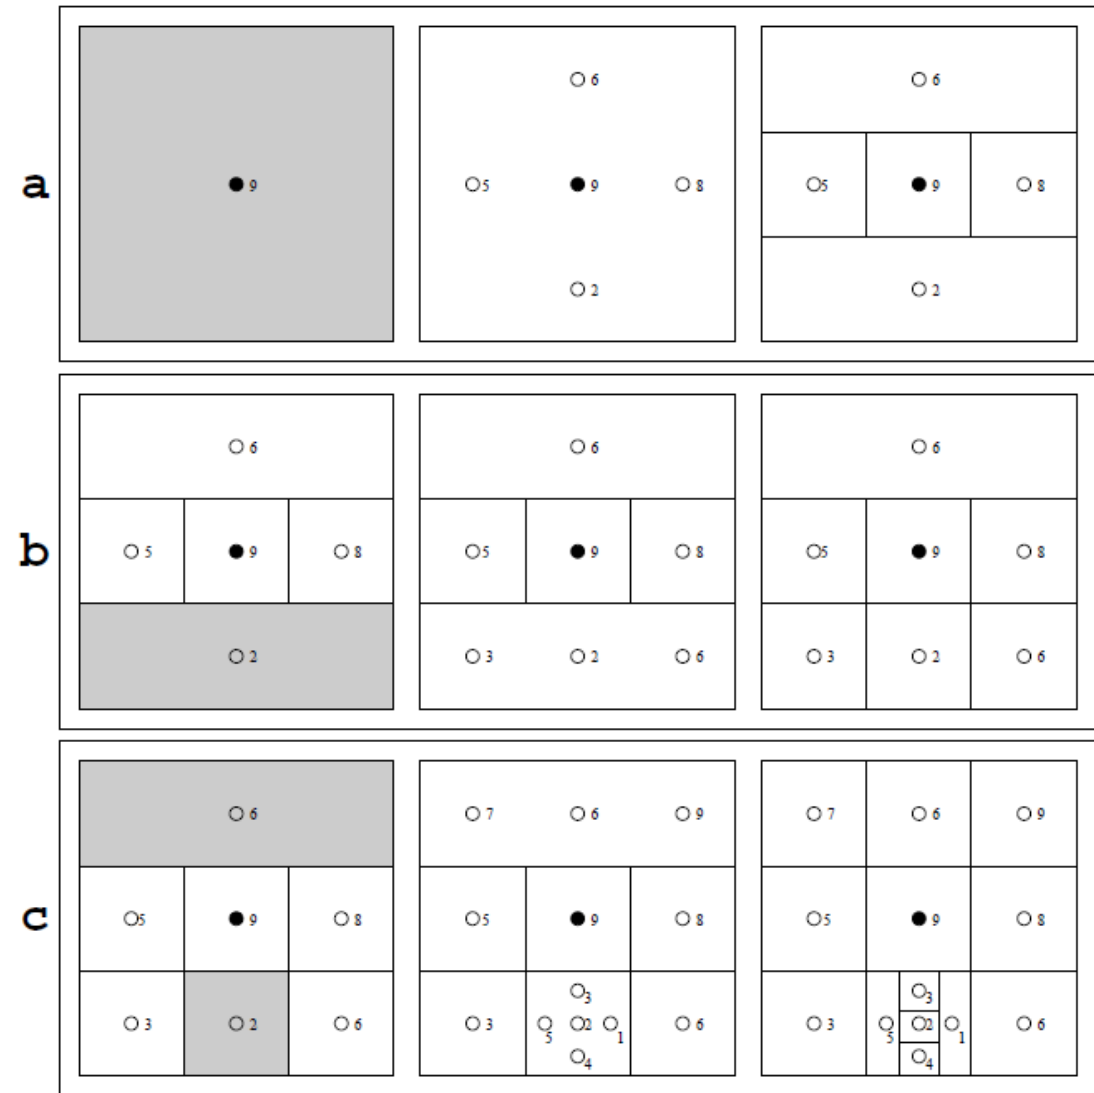 6 6
a 9 5 9 8 5 9 8
2 2
6 6 6
b 5 9 8 5 9 8 5 9 8
2 3 2 6 3 2 6
6 7 6 9 7 6 9
c 5 9 8 5 9 8 5 9 8
3 3
3 2 6 3 5 2 1 6 3 5 2 1 6
4 4